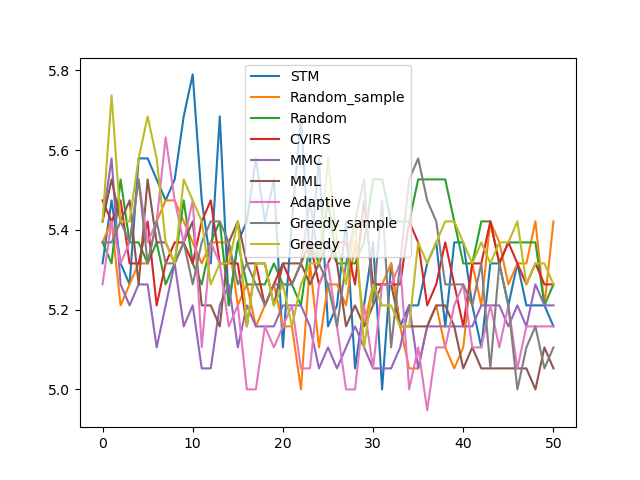 5.8
5.6
5.4
5.2
5.0
0
10
20
30
40
50
STM
Random_sample
Random
CVIRS
MMC
MML
Adaptive
Greedy_sample
Greedy